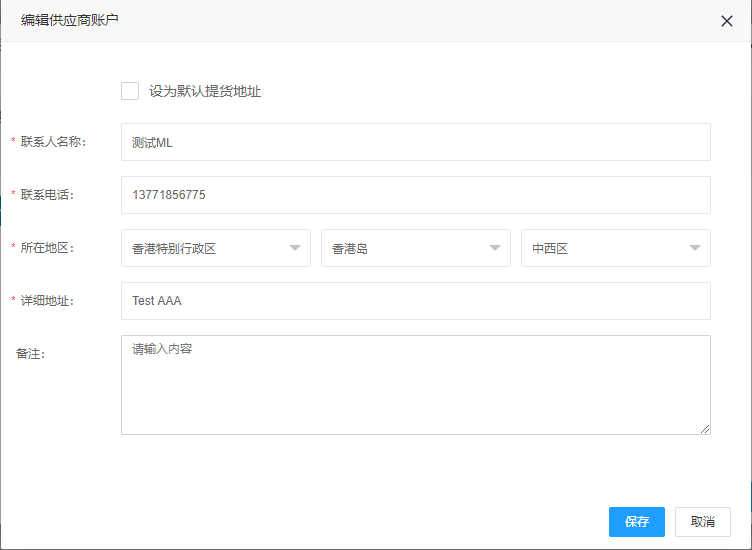 编辑供应商账户
设为默认提货地址
* 联系人名称: 测试ML
* 联系电话: 13771856775
* 所在地区: 香港特别行政区 香港岛 中西区
* 详细地址: Test AAA
备注: 请输入内容
保存 取消